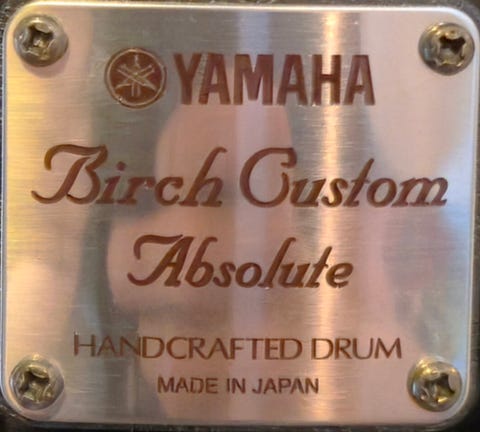 YAMAHA
Birch Custom
Absolute
HANDCRAFTED DRUM
MADE IN JAPAN